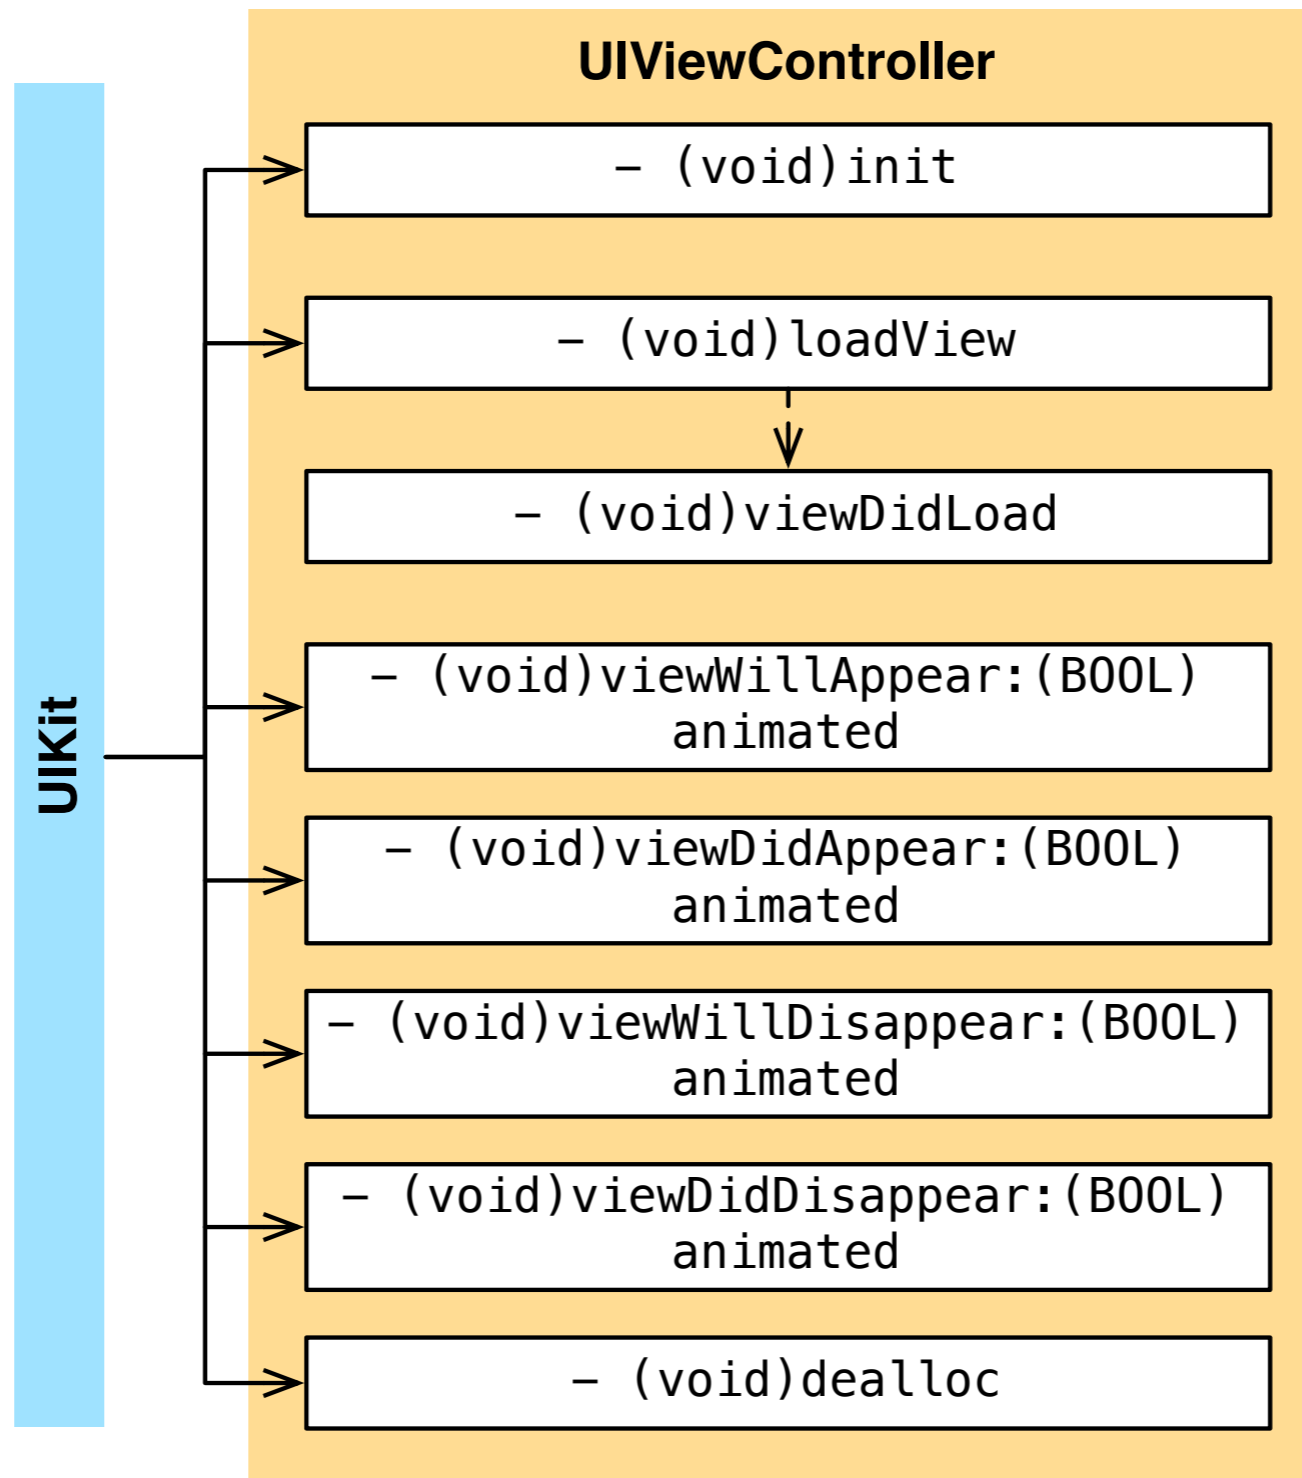 UIViewController
– (void)init
– (void)loadView
– (void)viewDidLoad
– (void)viewWillAppear:(BOOL)
animated
– (void)viewDidAppear:(BOOL)
animated
– (void)viewWillDisappear:(BOOL)
animated
– (void)viewDidDisappear:(BOOL)
animated
– (void)dealloc
UIKit